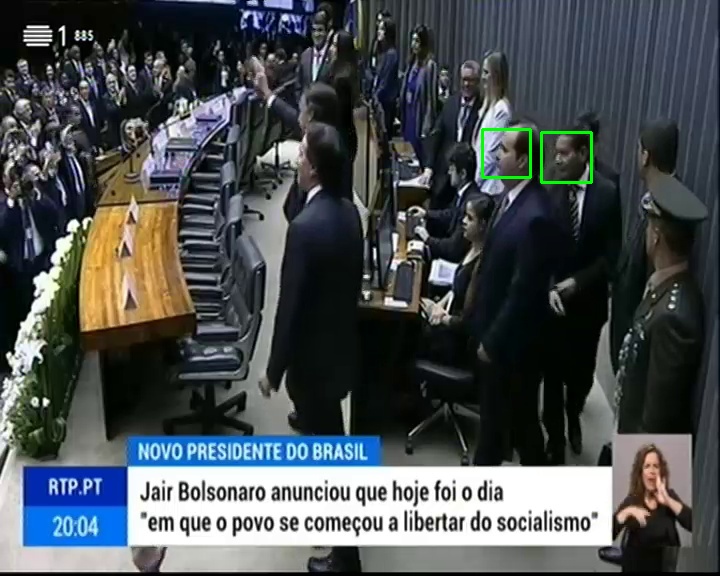 1 885
NOVO PRESIDENTE DO BRASIL
RTP.PT
Jair Bolsonaro anunciou que hoje foi o dia
20:04
"em que o povo se começou a libertar do socialismo"